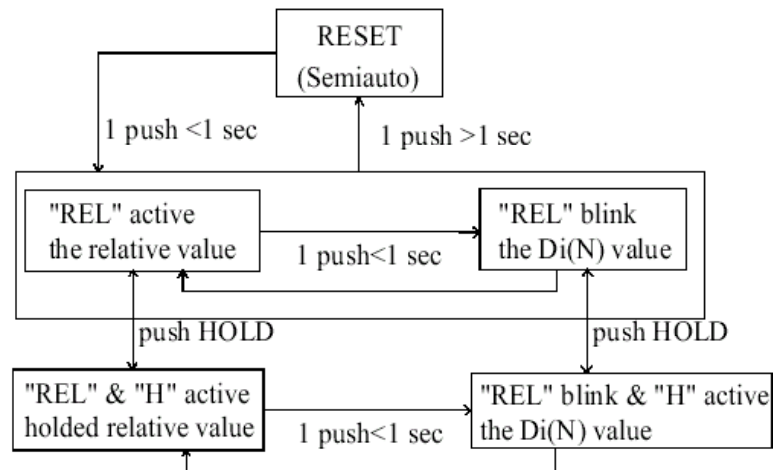 RESET
(Semiauto)
1 push <1 sec
1 push >1 sec
"REL" active
the relative value
1 push<1 sec
"REL" blink
the Di(N) value
push HOLD
push HOLD
"REL" & "H" active
holded relative value
1 push<1 sec
"REL" blink & "H" active
the Di(N) value